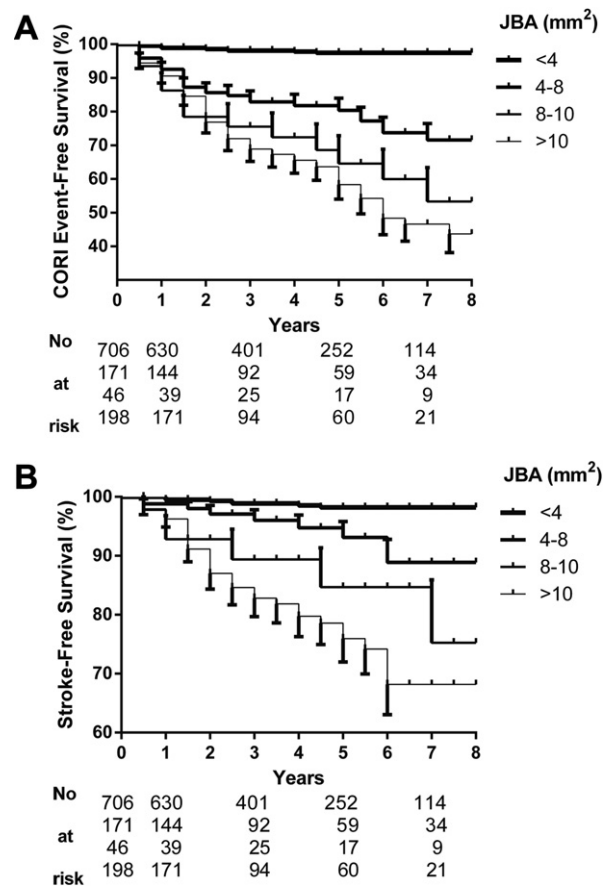 A
JBA (mm²)
<4
4-8
8-10
>10
CORI Event-Free Survival (%)
100
90
80
70
60
50
40
0 1 2 3 4 5 6 7 8
Years
No
706 630 401 252 114
at
171 144 92 59 34
46 39 25 17 9
risk
198 171 94 60 21
B
JBA (mm²)
<4
4-8
8-10
>10
Stroke-Free Survival (%)
100
90
80
70
60
0 1 2 3 4 5 6 7 8
Years
No
706 630 401 252 114
at
171 144 92 59 34
46 39 25 17 9
risk
198 171 94 60 21